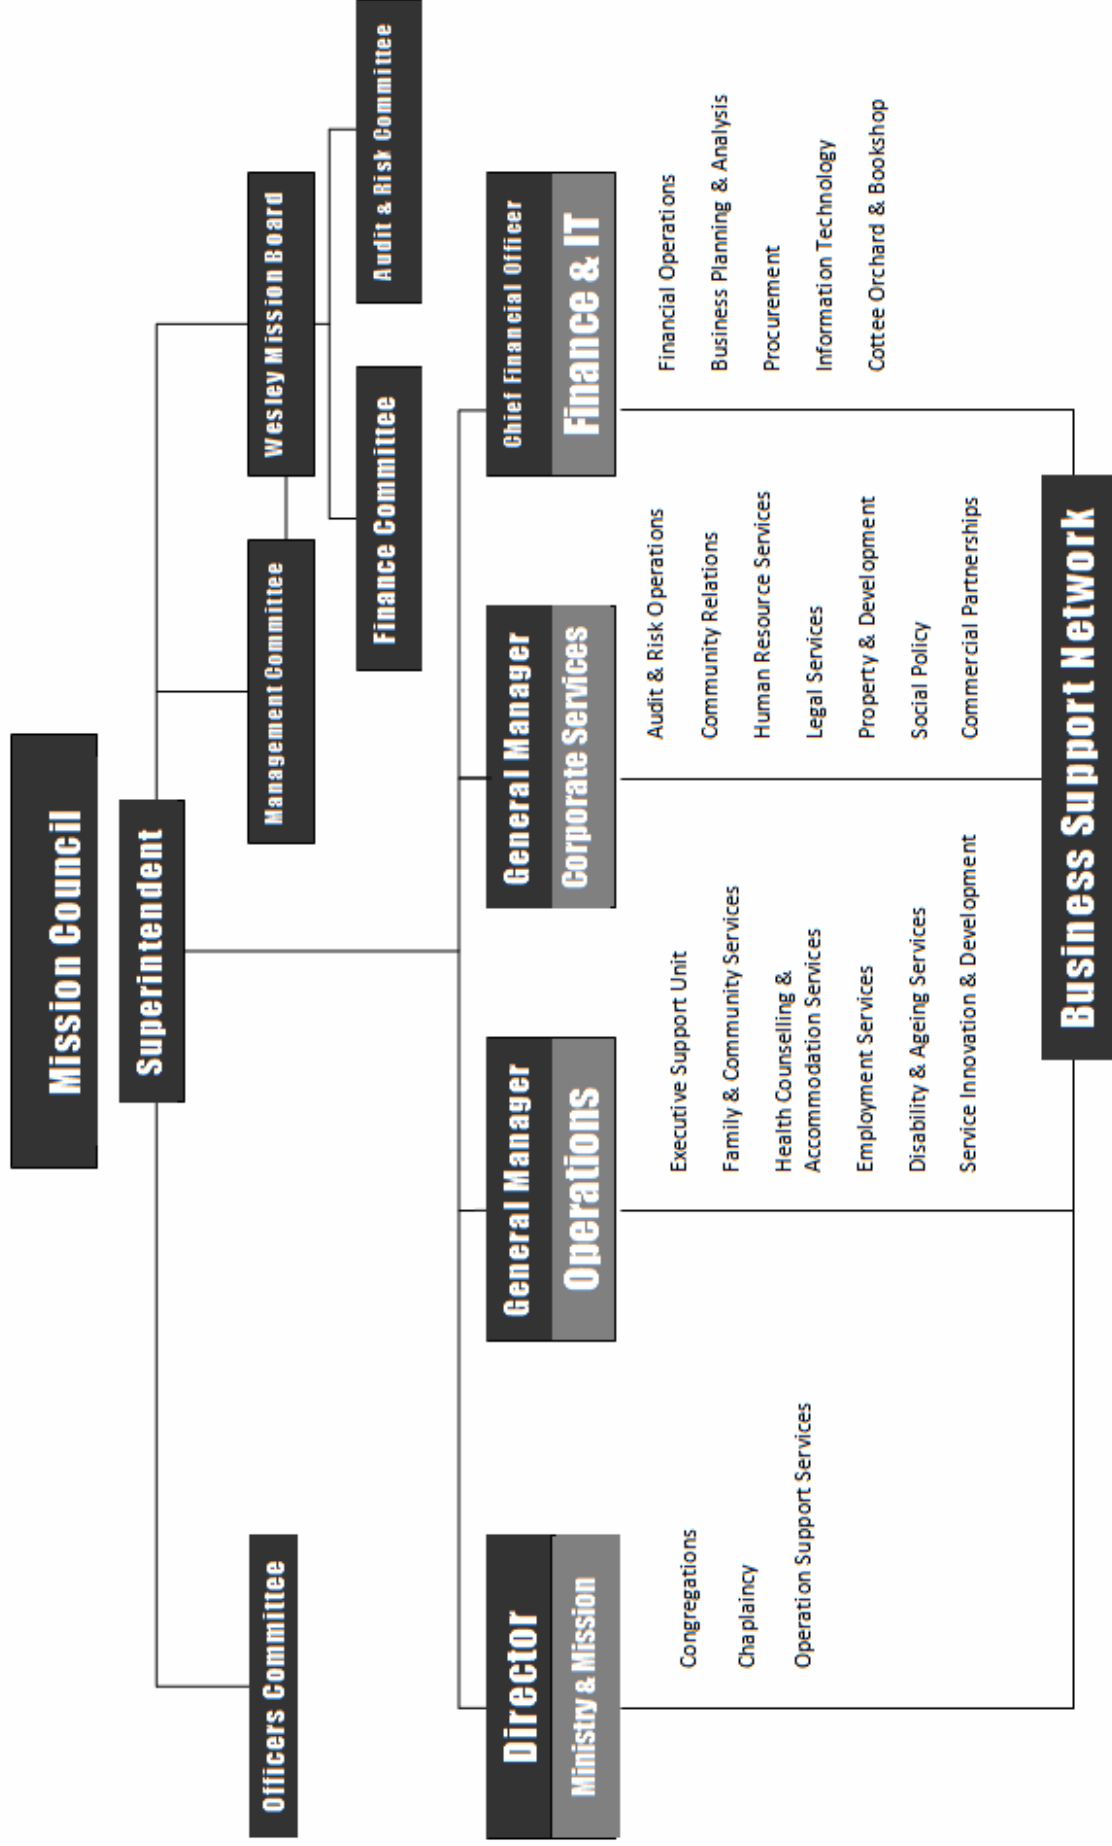 Mission Council
Superintendent
Officers Committee
Management Committee
Wesley Mission Board
Finance Committee
Audit & Risk Committee
Director
Ministry & Mission
Congregations
Chaplaincy
Operation Support Services
General Manager
Operations
Executive Support Unit
Family & Community Services
Health Counselling &
Accommodation Services
Employment Services
Disability & Ageing Services
Service Innovation & Development
General Manager
Corporate Services
Audit & Risk Operations
Community Relations
Human Resource Services
Legal Services
Property & Development
Social Policy
Commercial Partnerships
Chief Financial Officer
Finance & IT
Financial Operations
Business Planning & Analysis
Procurement
Information Technology
Cottee Orchard & Bookshop
Business Support Network